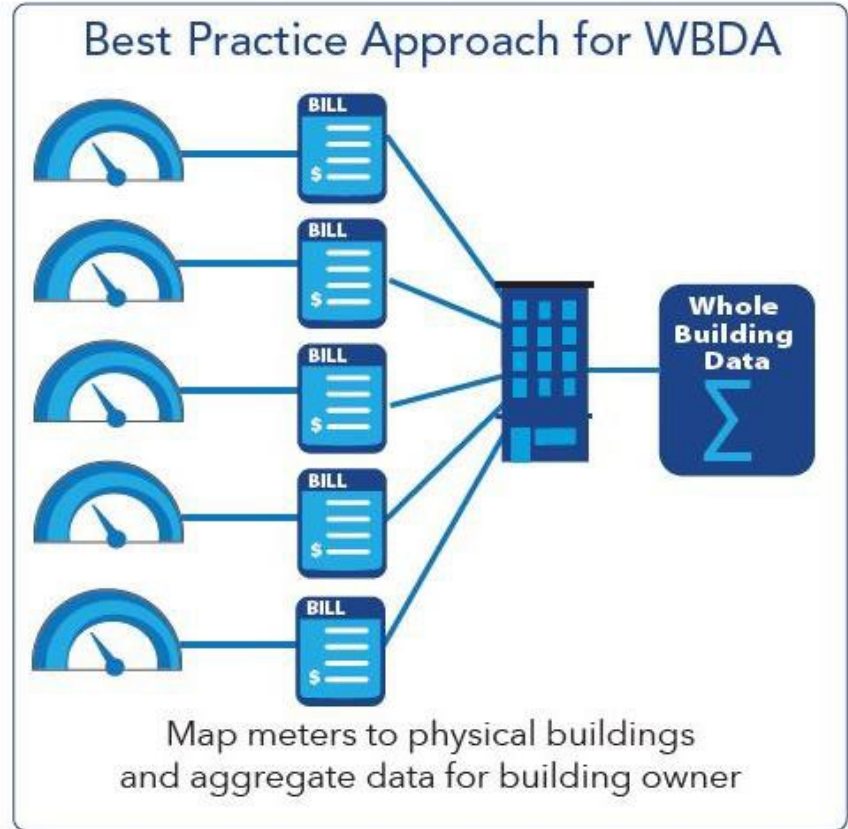 Best Practice Approach for WBDA
BILL
$
BILL
$
BILL
$
BILL
$
BILL
$
Whole
Building
Data
Σ
Map meters to physical buildings
and aggregate data for building owner